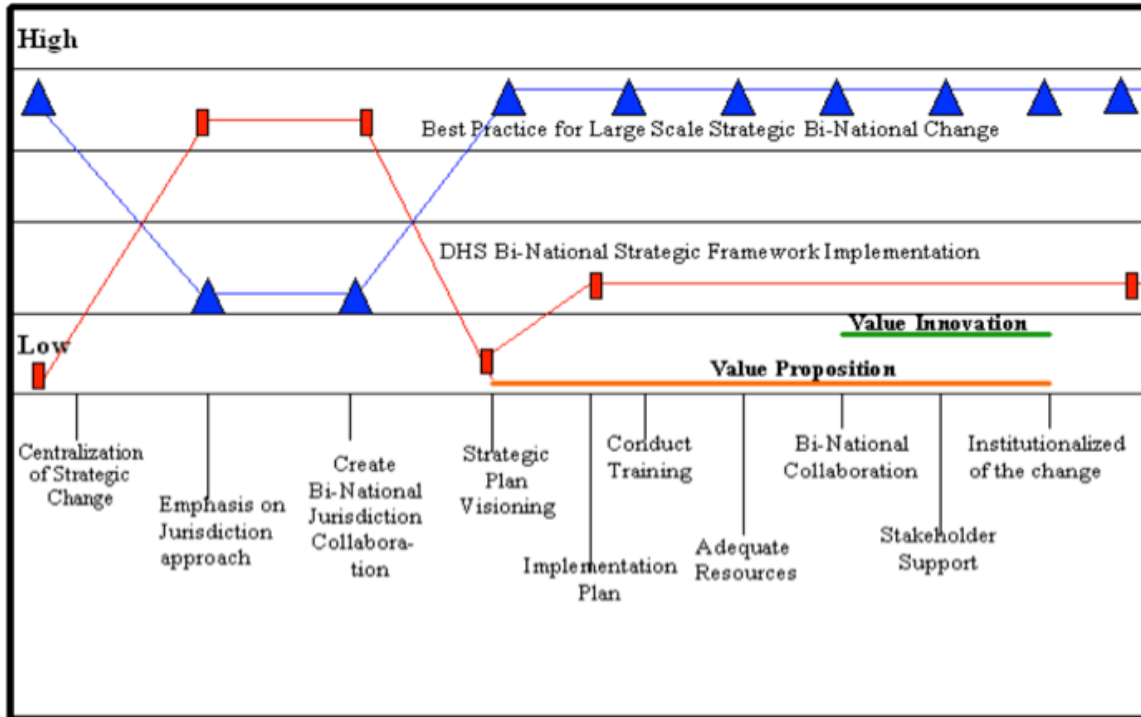 High
Best Practice for Large Scale Strategic Bi-National Change
DHS Bi-National Strategic Framework Implementation
Value Innovation
Low
Value Proposition
Centralization
of Strategic
Change
Emphasis on
Jurisdiction
approach
Create
Bi-National
Jurisdiction
Collabora-
tion
Strategic
Plan
Visioning
Implementation
Plan
Conduct
Training
Adequate
Resources
Bi-National
Collaboration
Stakeholder
Support
Institutionalized
of the change